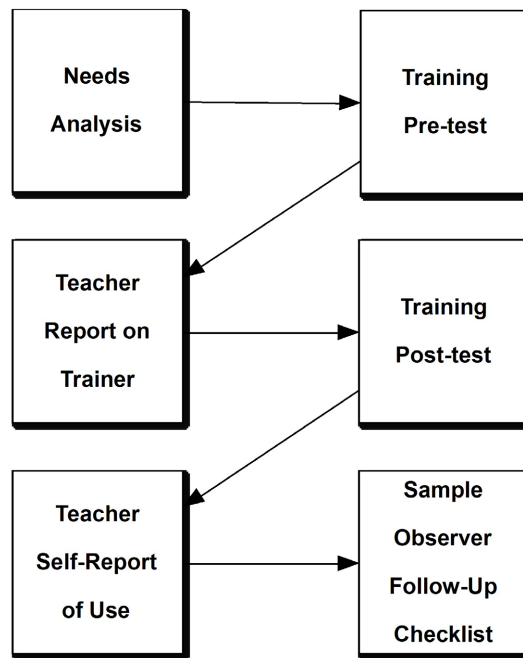 Needs
Analysis
Training
Pre-test
Teacher
Report on
Trainer
Training
Post-test
Teacher
Self-Report
of Use
Sample
Observer
Follow-Up
Checklist